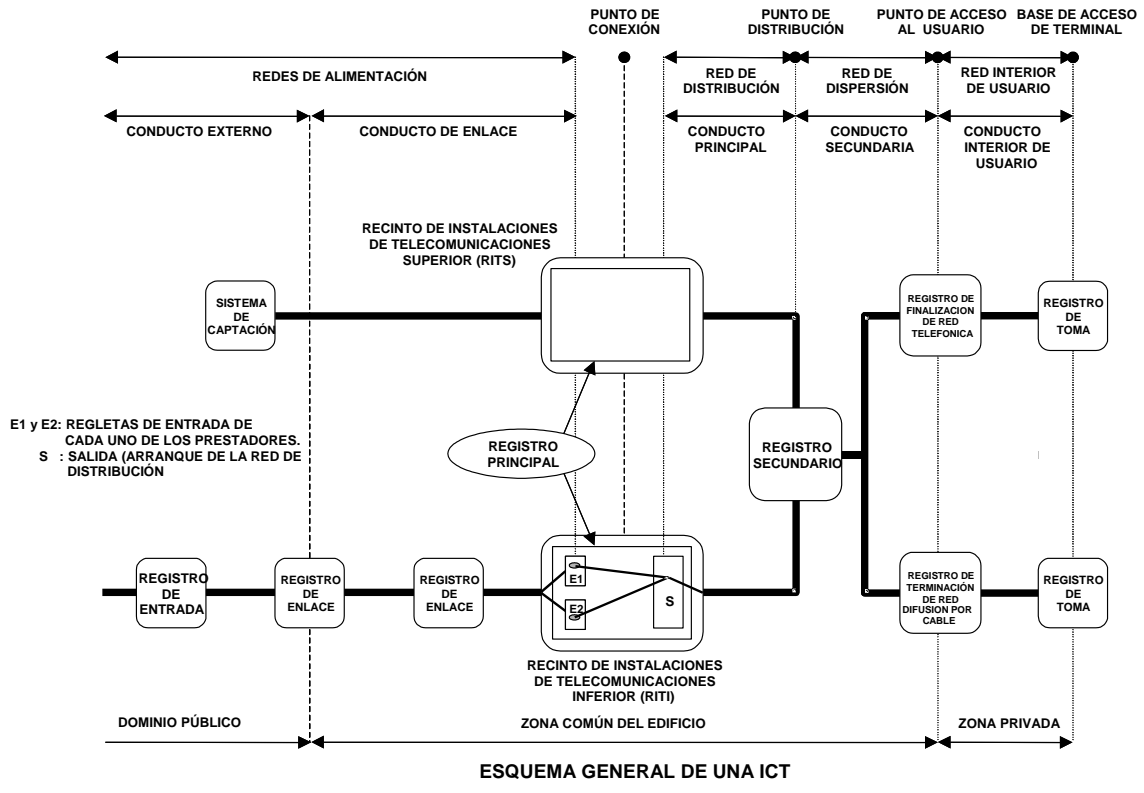 PUNTO DE
CONEXIÓN
PUNTO DE
DISTRIBUCIÓN
PUNTO DE ACCESO
AL USUARIO
BASE DE ACCESO
DE TERMINAL
REDES DE ALIMENTACIÓN
RED DE
DISTRIBUCIÓN
RED DE
DISPERSIÓN
RED INTERIOR
DE USUARIO
CONDUCTO EXTERNO
CONDUCTO DE ENLACE
CONDUCTO
PRINCIPAL
CONDUCTO
SECUNDARIA
CONDUCTO
INTERIOR DE
USUARIO
RECINTO DE INSTALACIONES
DE TELECOMUNICACIONES
SUPERIOR (RITS)
SISTEMA
DE
CAPTACIÓN
REGISTRO DE
FINALIZACION
DE RED
TELEFONICA
REGISTRO
DE
TOMA
E1 y E2: REGLETAS DE ENTRADA DE
CADA UNO DE LOS PRESTADORES.
S : SALIDA (ARRANQUE DE LA RED DE
DISTRIBUCIÓN
REGISTRO
PRINCIPAL
REGISTRO
SECUNDARIO
REGISTRO
DE
ENTRADA
REGISTRO
DE
ENLACE
REGISTRO
DE
ENLACE
E1
E2
S
REGISTRO DE
TERMINACIÓN
DE RED
DIFUSION POR
CABLE
REGISTRO
DE
TOMA
RECINTO DE INSTALACIONES
DE TELECOMUNICACIONES
INFERIOR (RITI)
DOMINIO PÚBLICO
ZONA COMÚN DEL EDIFICIO
ZONA PRIVADA
ESQUEMA GENERAL DE UNA ICT